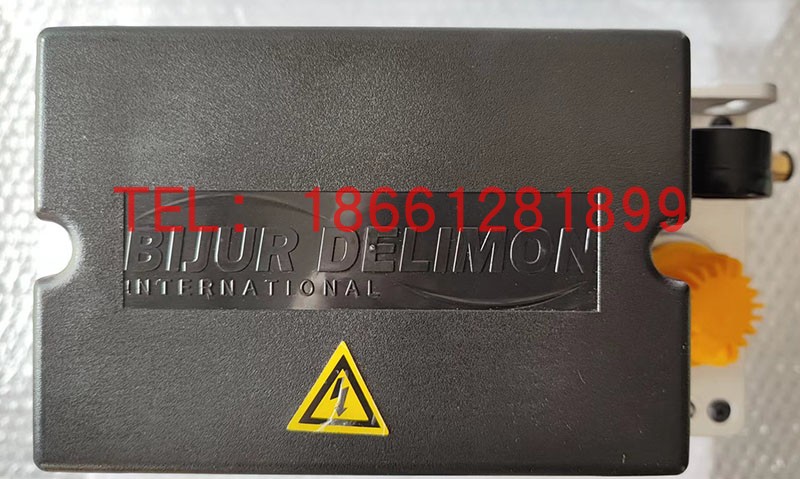 TEL：18661281899
BIJUR DELIMON
INTERNATIONAL